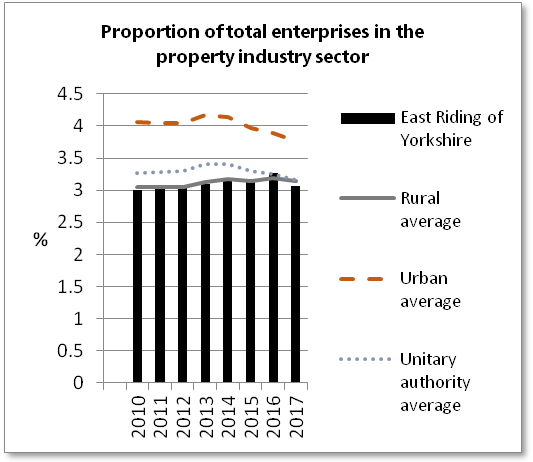 Proportion of total enterprises in the
property industry sector
4.5
4
3.5
3
2.5
2
1.5
1
0.5
0
%
2010
2011
2012
2013
2014
2015
2016
2017
East Riding of
Yorkshire
Rural
average
Urban
average
Unitary
authority
average